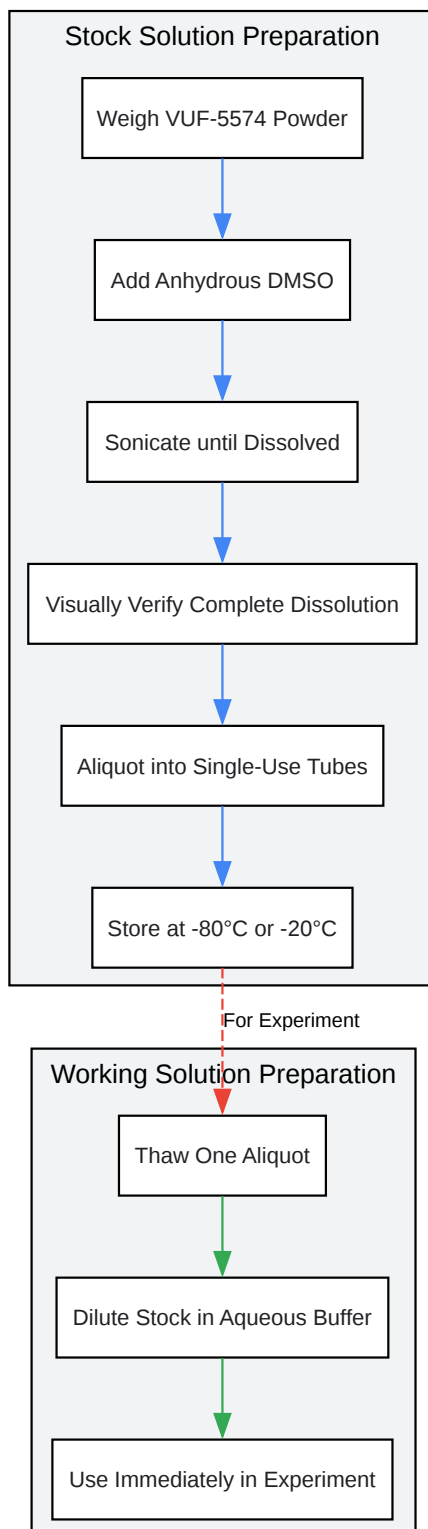 Stock Solution Preparation
Weigh VUF-5574 Powder
Add Anhydrous DMSO
Sonicate until Dissolved
Visually Verify Complete Dissolution
Aliquot into Single-Use Tubes
Store at -80°C or -20°C
For Experiment
Working Solution Preparation
Thaw One Aliquot
Dilute Stock in Aqueous Buffer
Use Immediately in Experiment